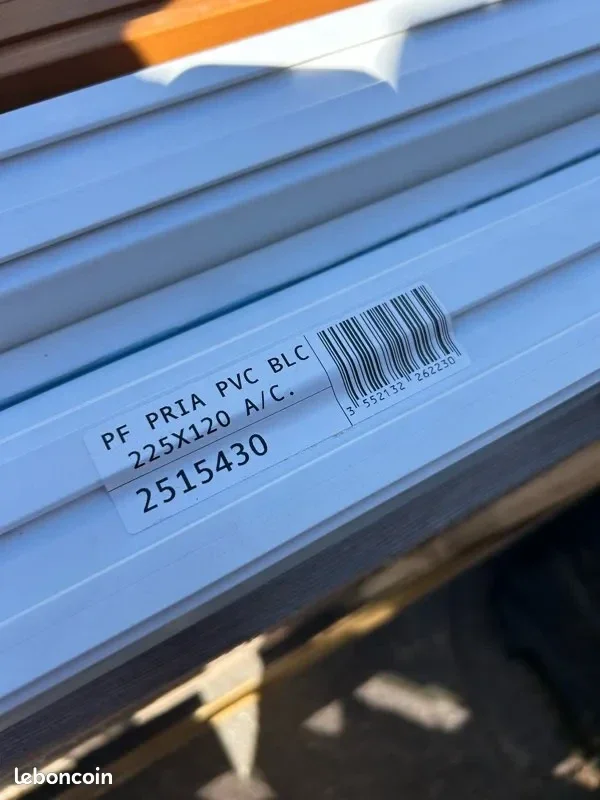 PF PRIA PVC BLC
225X120 A/C.
2515430
3 552132 262230
leboncoin